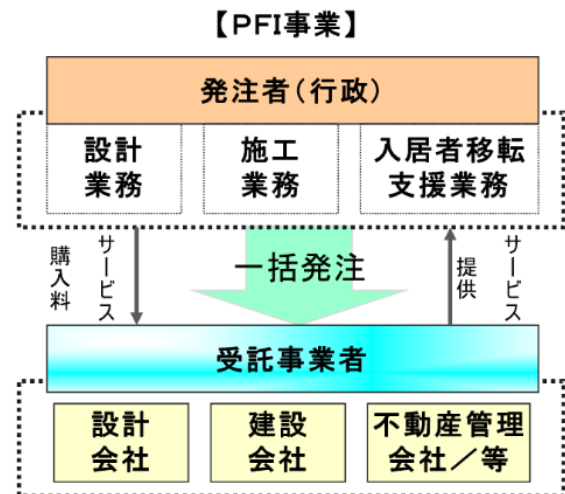 【PFI事業】
発注者(行政)
設計
業務
施工
業務
入居者移転
支援業務
サービス
購入料
一括発注
サービス
提供
受託事業者
設計
会社
建設
会社
不動産管理
会社/等